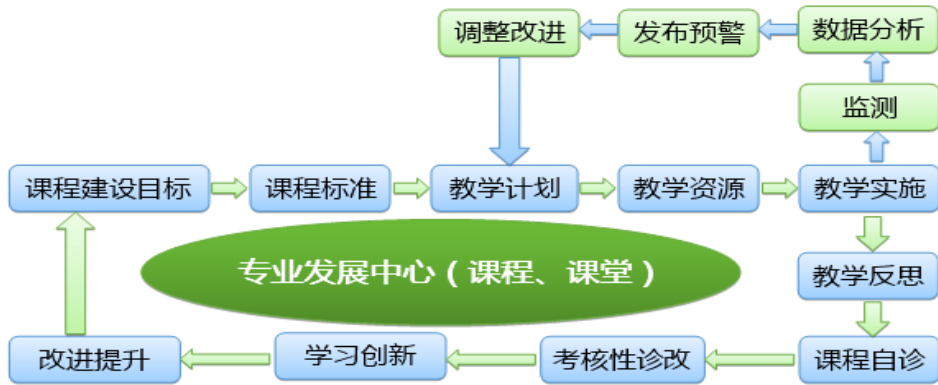 调整改进
发布预警
数据分析
监测
课程建设目标
课程标准
教学计划
教学资源
教学实施
专业发展中心（课程、课堂）
教学反思
改进提升
学习创新
考核性诊改
课程自诊